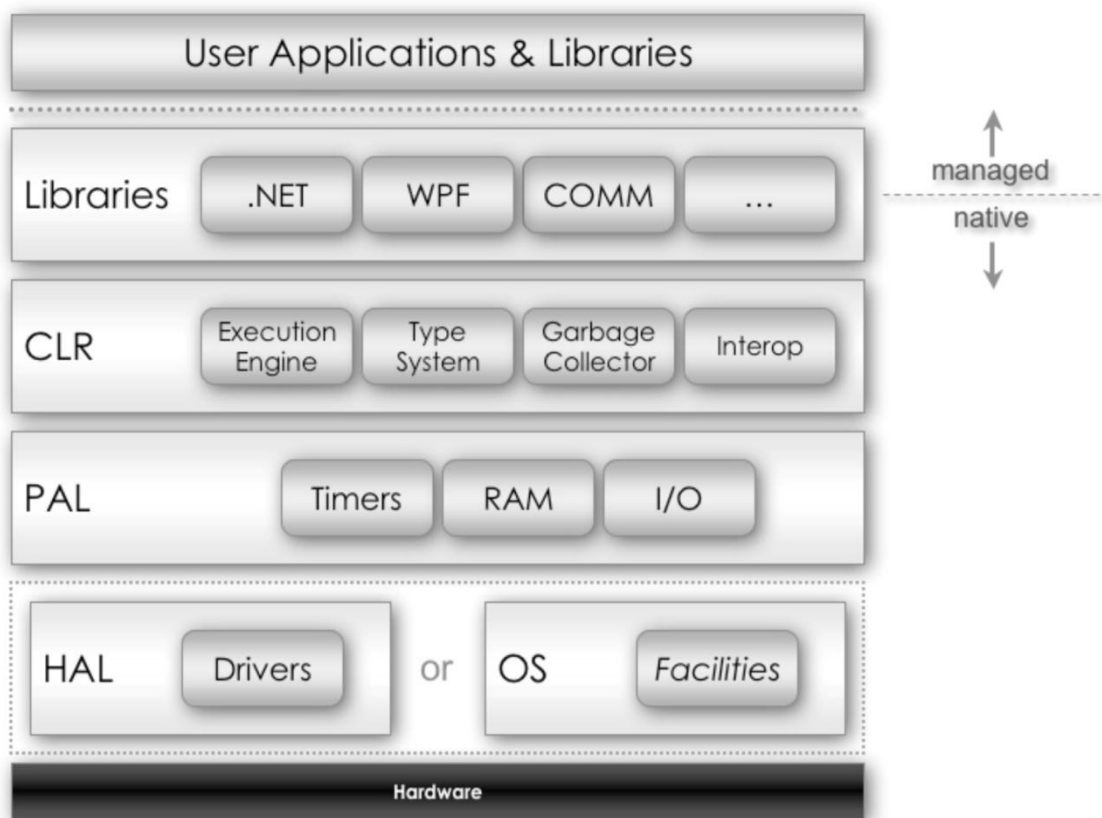 User Applications & Libraries
Libraries
.NET
WPF
COMM
...
managed
native
CLR
Execution
Engine
Type
System
Garbage
Collector
Interop
PAL
Timers
RAM
I/O
HAL
Drivers
or
OS
Facilities
Hardware